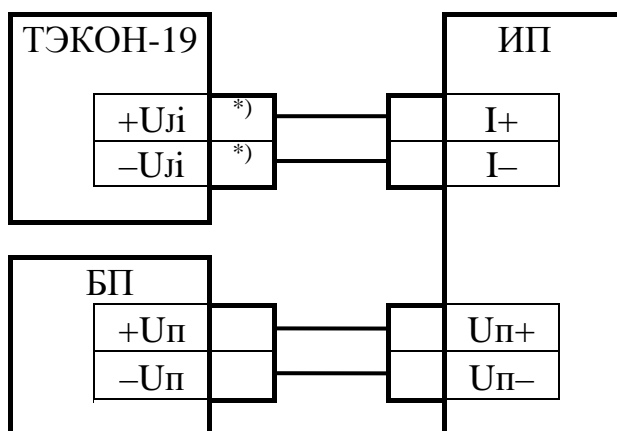 ТЭКОН-19 ИП
+UJi *) I+
–UJi *) I–
БП
+Uп Uп+
–Uп Uп–